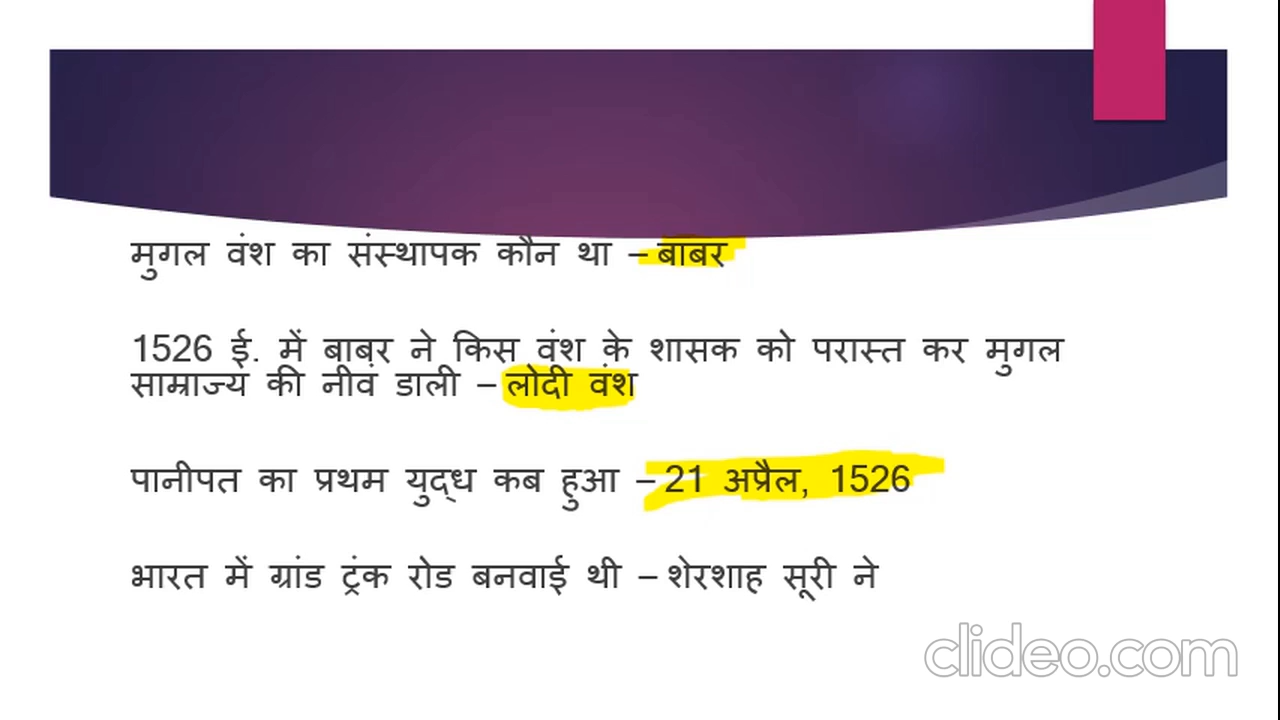 मुगल वंश का संस्थापक कौन था – बाबर
1526 ई. में बाबर ने किस वंश के शासक को परास्त कर मुगल
साम्राज्य की नीवं डाली – लोदी वंश
पानीपत का प्रथम युद्ध कब हुआ – 21 अप्रैल, 1526
भारत में ग्रांड ट्रंक रोड बनवाई थी – शेरशाह सूरी ने
clideo.com